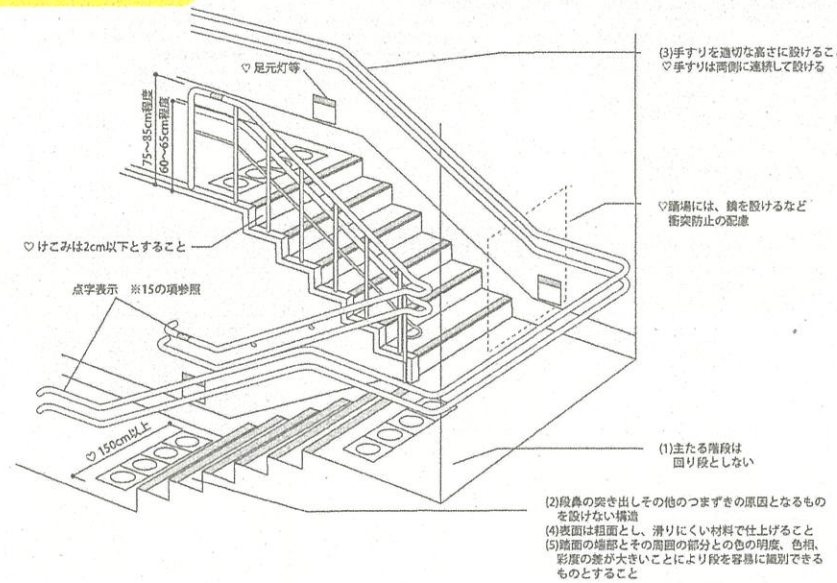 (3)手すりを適切な高さに設けるこ
♡手すりは両側に連続して設ける
♡ 足元灯等
75〜85cm程度
60〜65cm程度
♡踊場には、鏡を設けるなど
衝突防止の配慮
♡ けこみは2cm以下とすること
点字表示 ※15の項参照
♡ 150cm以上
(1)主たる階段は
回り段としない
(2)段鼻の突き出しその他のつまずきの原因となるもの
を設けない構造
(4)表面は粗面とし、滑りにくい材料で仕上げること
(5)踏面の端部とその周囲の部分との色の明度、色相、
彩度の差が大きいことにより段を容易に識別できる
ものとすること